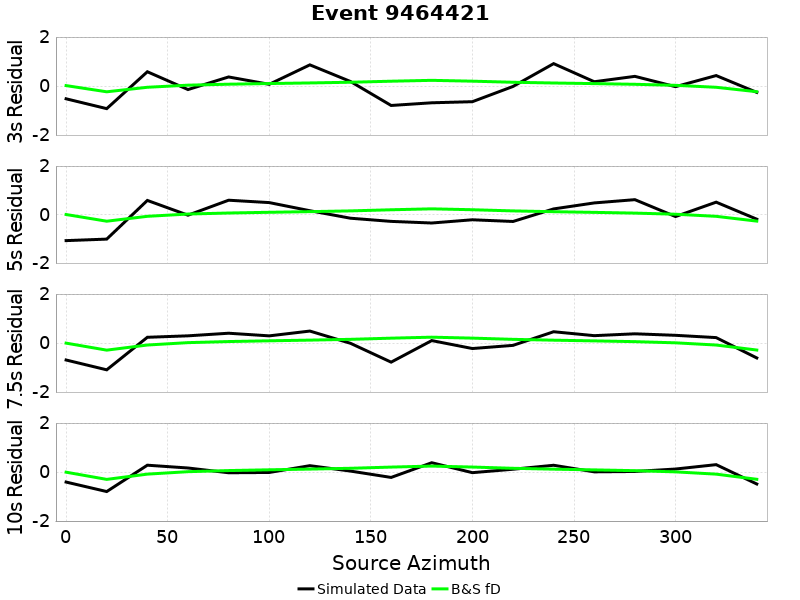 Event 9464421
3s Residual
2
0
-2
5s Residual
2
0
-2
7.5s Residual
2
0
-2
10s Residual
2
0
-2
0 50 100 150 200 250 300
Source Azimuth
Simulated Data B&S fD